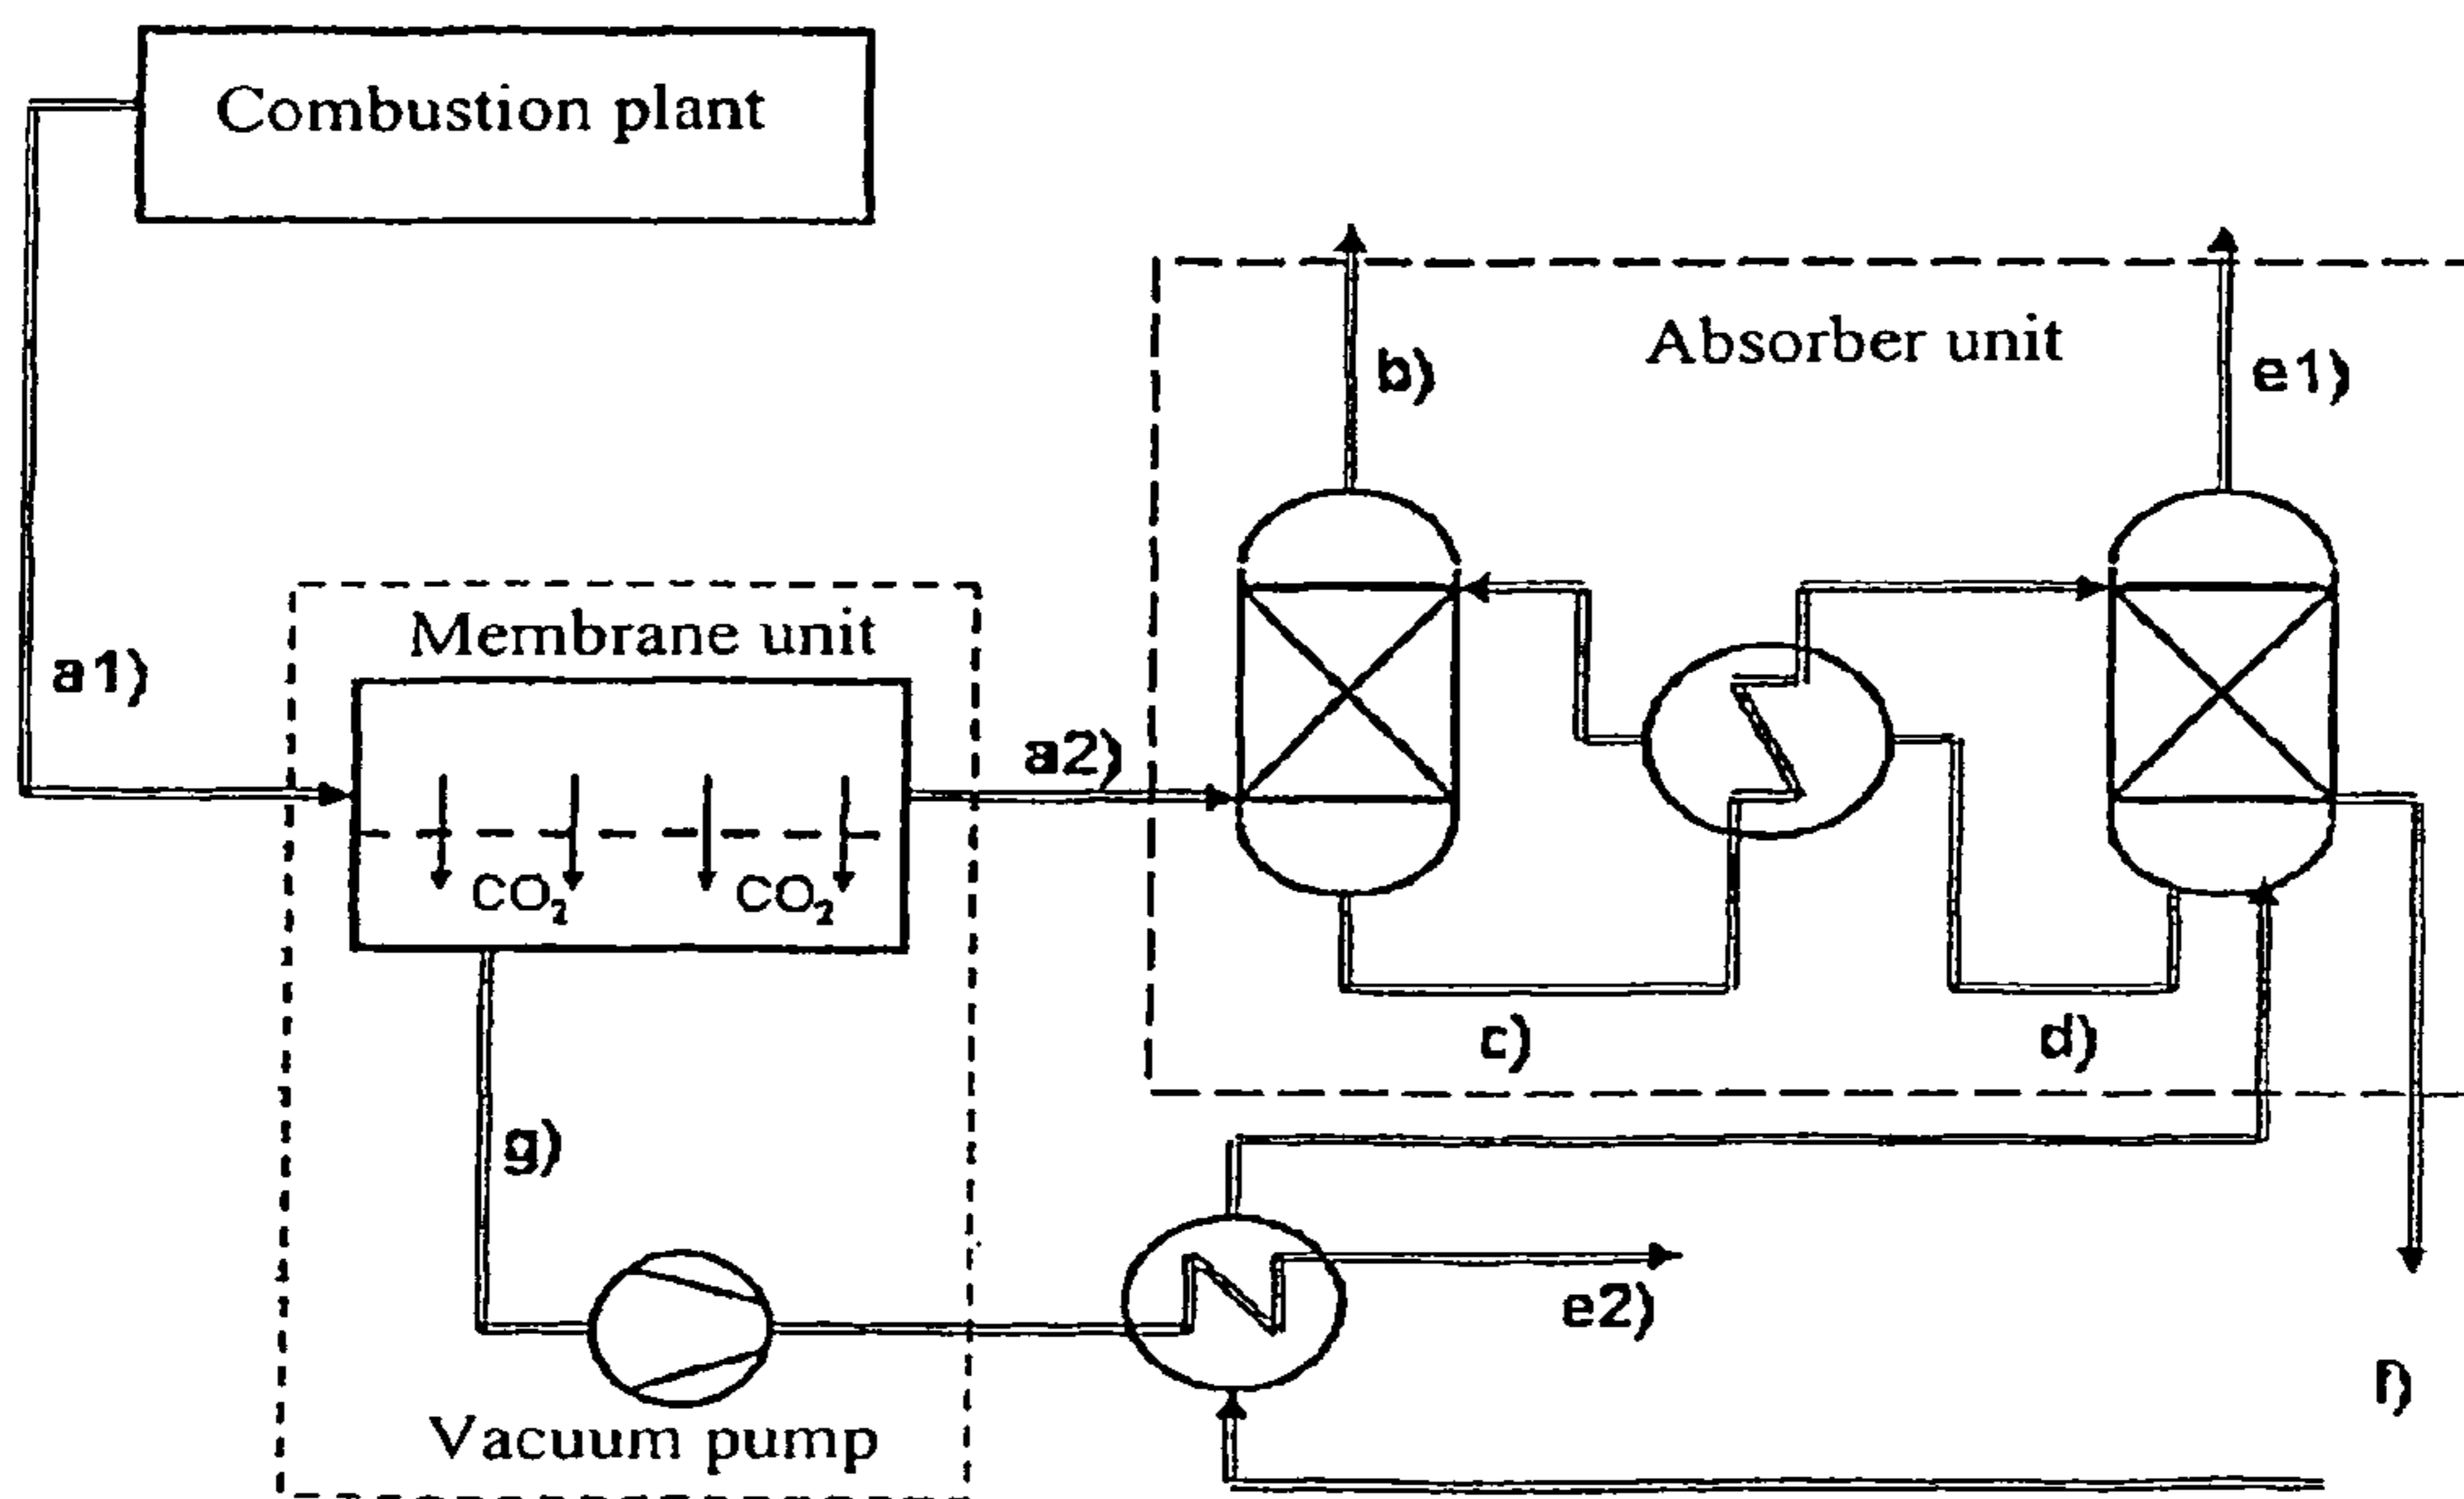 Combustion plant
Absorber unit
b)
e1)
Membrane unit
a1)
a2)
CO₂
CO₂
c)
d)
g)
e2)
Vacuum pump